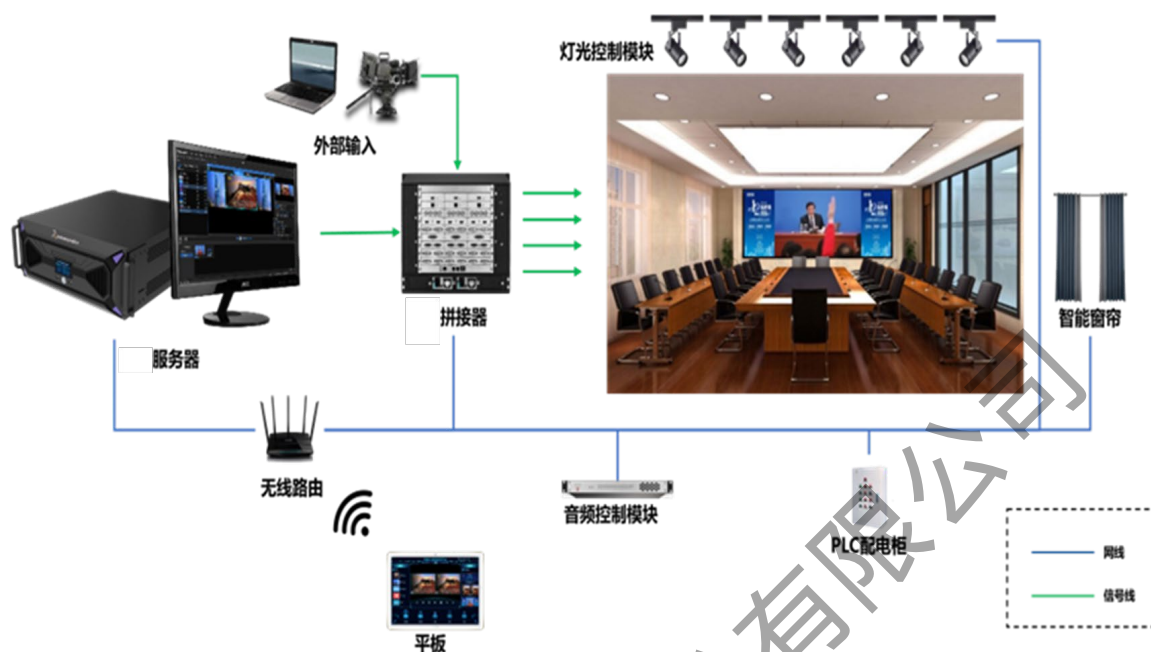 灯光控制模块
外部输入
拼接器
智能窗帘
服务器
无线路由
音频控制模块
PLC配电柜
网线
信号线
平板
有限公司